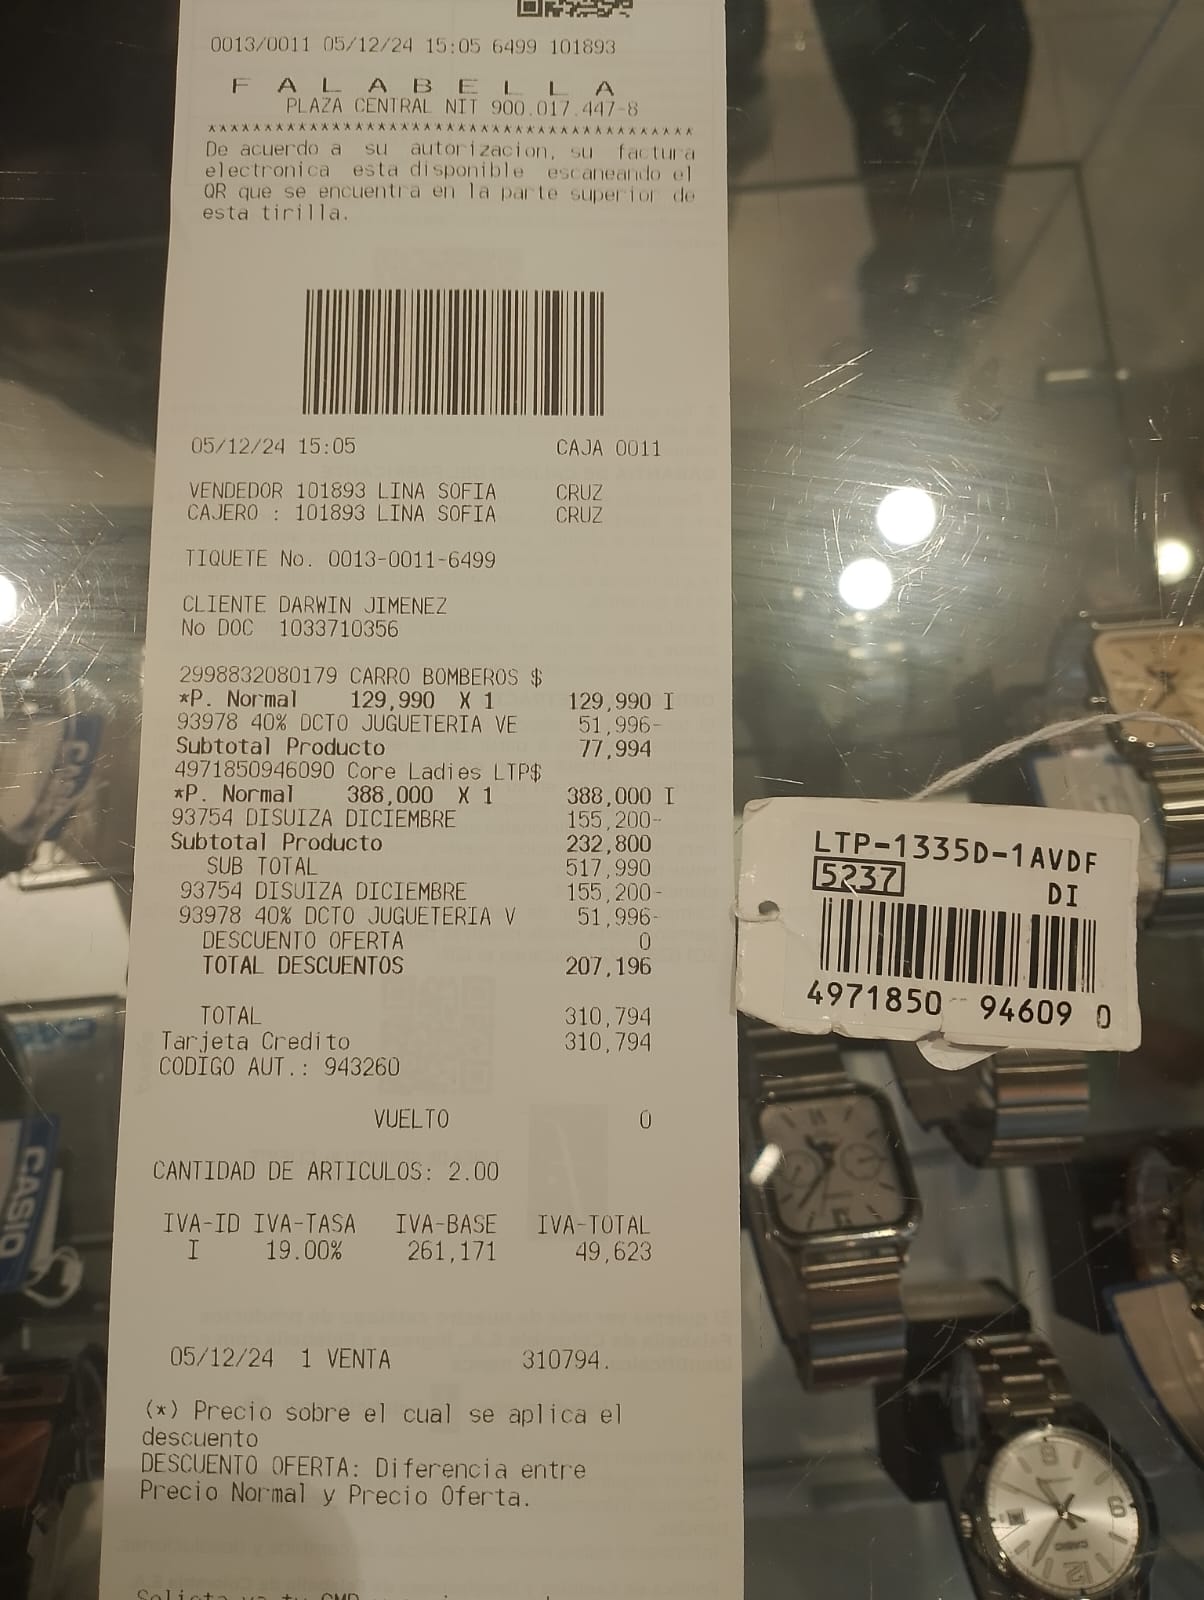 0013/0011 05/12/24 15:05 6499 101893
F A L A B E L L A
PLAZA CENTRAL NIT 900.017.447-8
*****************************************
De acuerdo a su autorizacion, su factura
electronica esta disponible escaneando el
QR que se encuentra en la parte superior de
esta tirilla.
05/12/24 15:05 CAJA 0011
VENDEDOR 101893 LINA SOFIA CRUZ
CAJERO : 101893 LINA SOFIA CRUZ
TIQUETE No. 0013-0011-6499
CLIENTE DARWIN JIMENEZ
No DOC 1033710356
2998832080179 CARRO BOMBEROS $
*P. Normal 129,990 X 1 129,990 I
93978 40% DCTO JUGUETERIA VE 51,996-
Subtotal Producto 77,994
4971850946090 Core Ladies LTP$
*P. Normal 388,000 X 1 388,000 I
93754 DISUIZA DICIEMBRE 155,200-
Subtotal Producto 232,800
SUB TOTAL 517,990
93754 DISUIZA DICIEMBRE 155,200-
93978 40% DCTO JUGUETERIA V 51,996-
DESCUENTO OFERTA 0
TOTAL DESCUENTOS 207,196
TOTAL 310,794
Tarjeta Credito 310,794
CODIGO AUT.: 943260
VUELTO 0
CANTIDAD DE ARTICULOS: 2.00
IVA-ID IVA-TASA IVA-BASE IVA-TOTAL
I 19.00% 261,171 49,623
05/12/24 1 VENTA 310794.
(*) Precio sobre el cual se aplica el
descuento
DESCUENTO OFERTA: Diferencia entre
Precio Normal y Precio Oferta.
LTP-1335D-1AVDF
5237 DI
4971850 94609 0
CASIO
CASIO